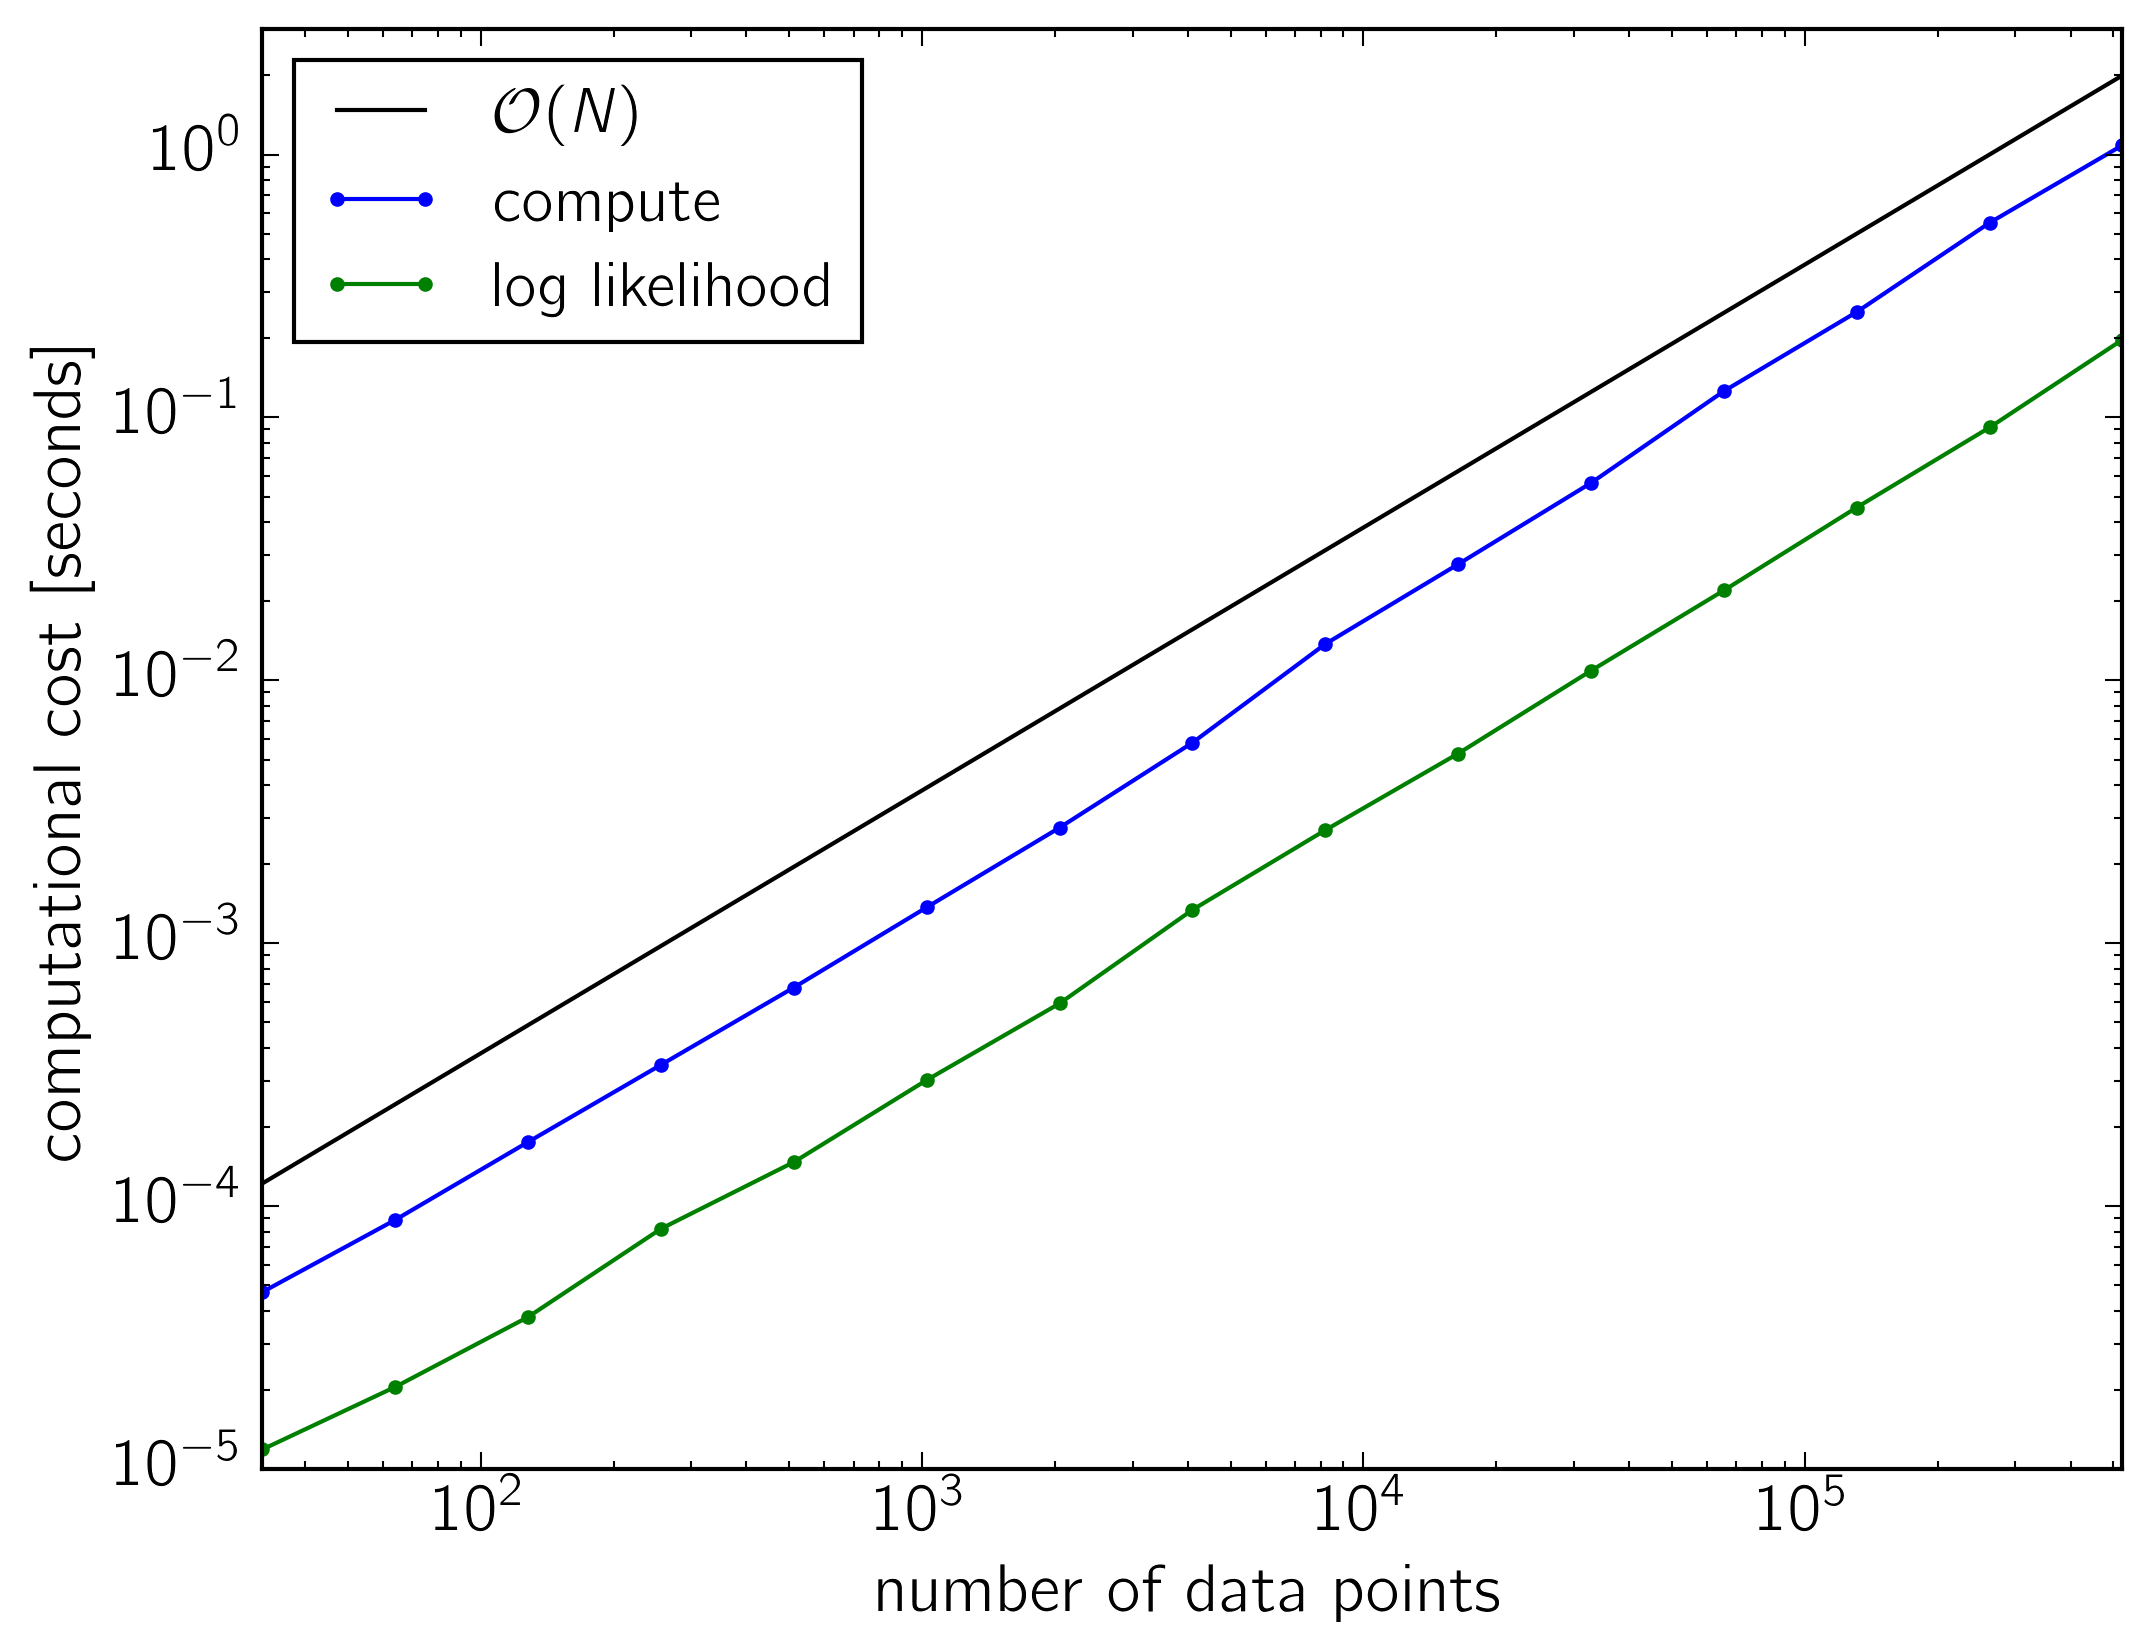 𝒪(N)
compute
log likelihood
10⁰
10⁻¹
10⁻²
10⁻³
10⁻⁴
10⁻⁵
computational cost [seconds]
10² 10³ 10⁴ 10⁵
number of data points